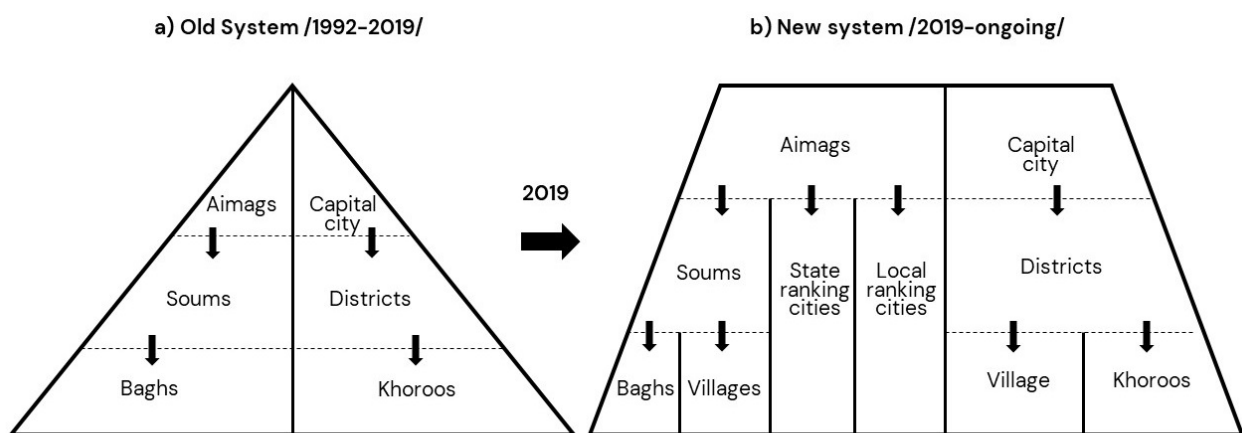 a) Old System /1992-2019/
Aimags
Capital
city
Soums
Districts
Baghs
Khoroos
2019
b) New system /2019-ongoing/
Aimags
Capital
city
Soums
State
ranking
cities
Local
ranking
cities
Districts
Baghs
Villages
Village
Khoroos